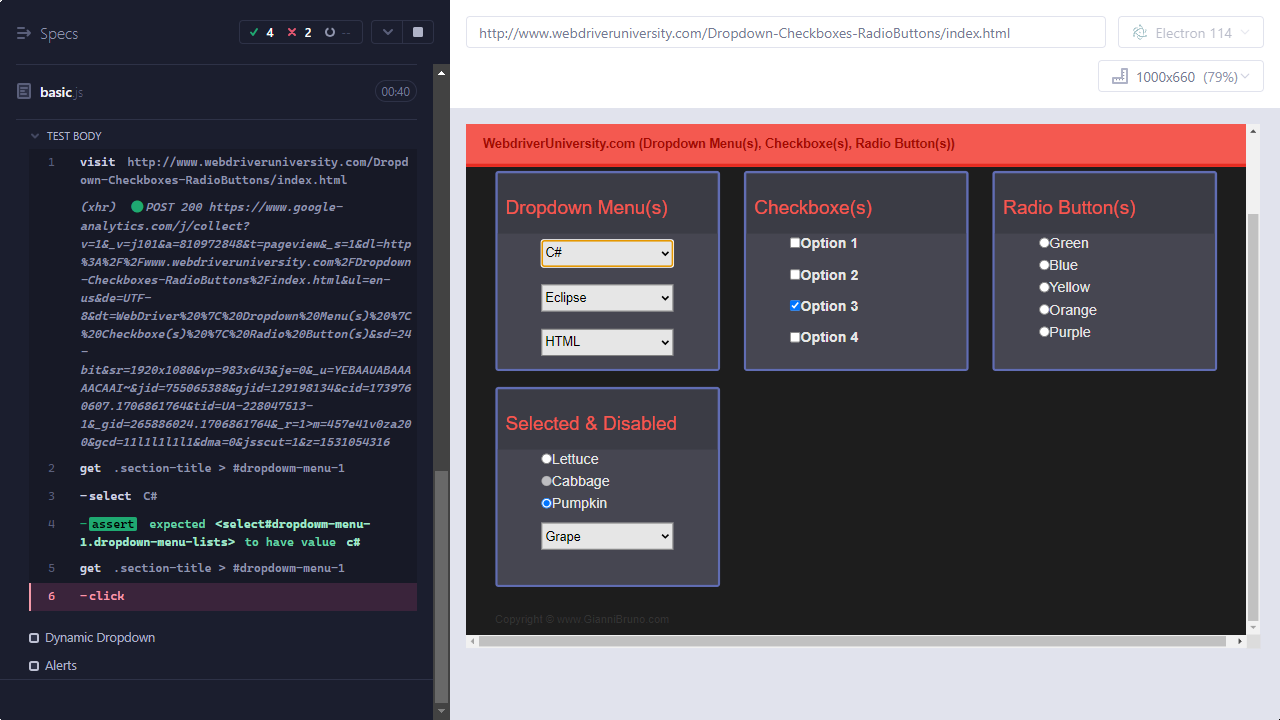 Specs
4
2
--
basic.js
00:40
TEST BODY
1 visit http://www.webdriveruniversity.com/Dropd
own-Checkboxes-RadioButtons/index.html
(xhr) POST 200 https://www.google-
analytics.com/j/collect?
v=1&_v=j101&a=810972848&t=pageview&_s=1&dl=http
%3A%2F%2Fwww.webdriveruniversity.com%2FDropdown
-Checkboxes-RadioButtons%2Findex.html&ul=en-
us&de=UTF-
8&dt=WebDriver%20%7C%20Dropdown%20Menu(s)%20%7C
%20Checkboxe(s)%20%7C%20Radio%20Button(s)&sd=24
-
bit&sr=1920x1080&vp=983x643&je=0&_u=YEBAAUABAAA
AACAAI~&jid=755065388&gjid=129198134&cid=173976
0607.1706861764&tid=UA-228047513-
1&_gid=265886024.1706861764&_r=1>m=457e41v0za20
0&gcd=11l1l1l1l1&dma=0&jsscut=1&z=1531054316
2 get .section-title > #dropdowm-menu-1
3 -select C#
4 -assert expected <select#dropdowm-menu-
1.dropdown-menu-lists> to have value c#
5 get .section-title > #dropdowm-menu-1
6 -click
Dynamic Dropdown
Alerts
http://www.webdriveruniversity.com/Dropdown-Checkboxes-RadioButtons/index.html
Electron 114
1000x660 (79%)
WebdriverUniversity.com (Dropdown Menu(s), Checkboxe(s), Radio Button(s))
Dropdown Menu(s)
C#
Eclipse
HTML
Checkboxe(s)
Option 1
Option 2
Option 3
Option 4
Radio Button(s)
Green
Blue
Yellow
Orange
Purple
Selected & Disabled
Lettuce
Cabbage
Pumpkin
Grape
Copyright © www.GianniBruno.com